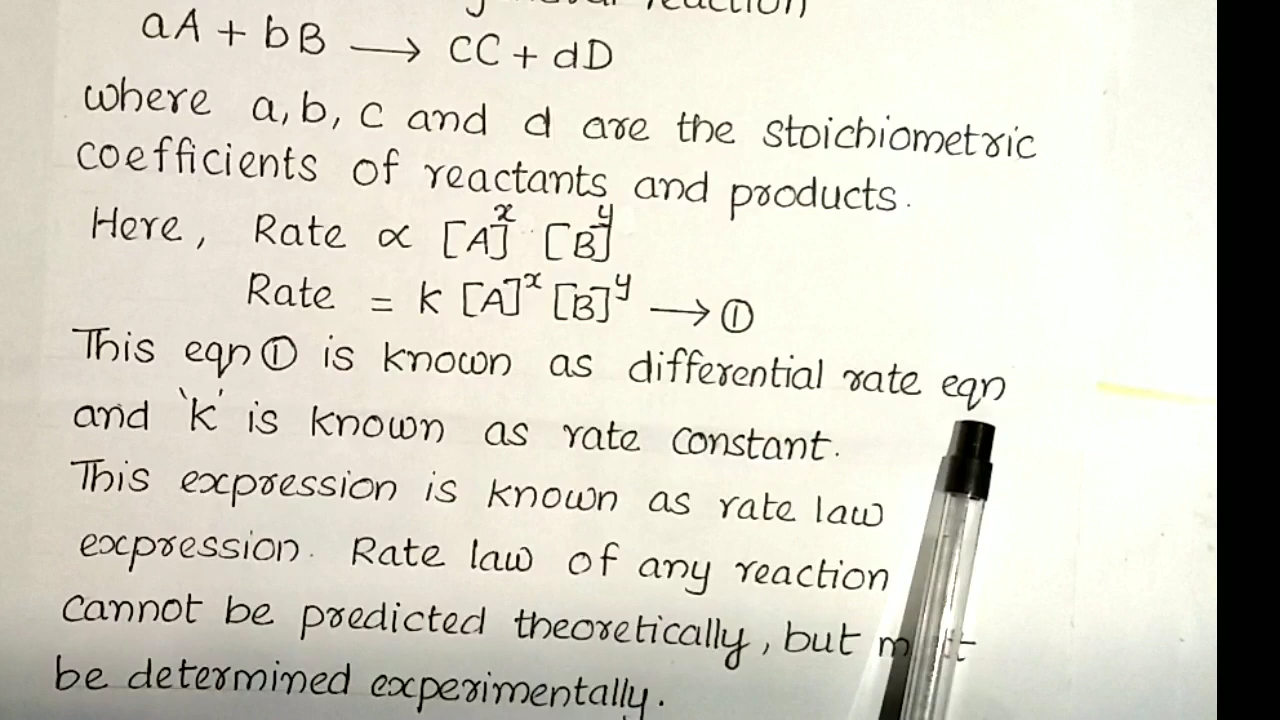 reaction
aA + bB ⟶ cC + dD
where a, b, c and d are the stoichiometric
coefficients of reactants and products.
Here, Rate ∝ [A]ˣ [B]ʸ
Rate = k [A]ˣ [B]ʸ ⟶ ①
This eqn ① is known as differential rate eqn
and 'k' is known as rate constant.
This expression is known as rate law
expression. Rate law of any reaction
cannot be predicted theoretically, but must
be determined experimentally.